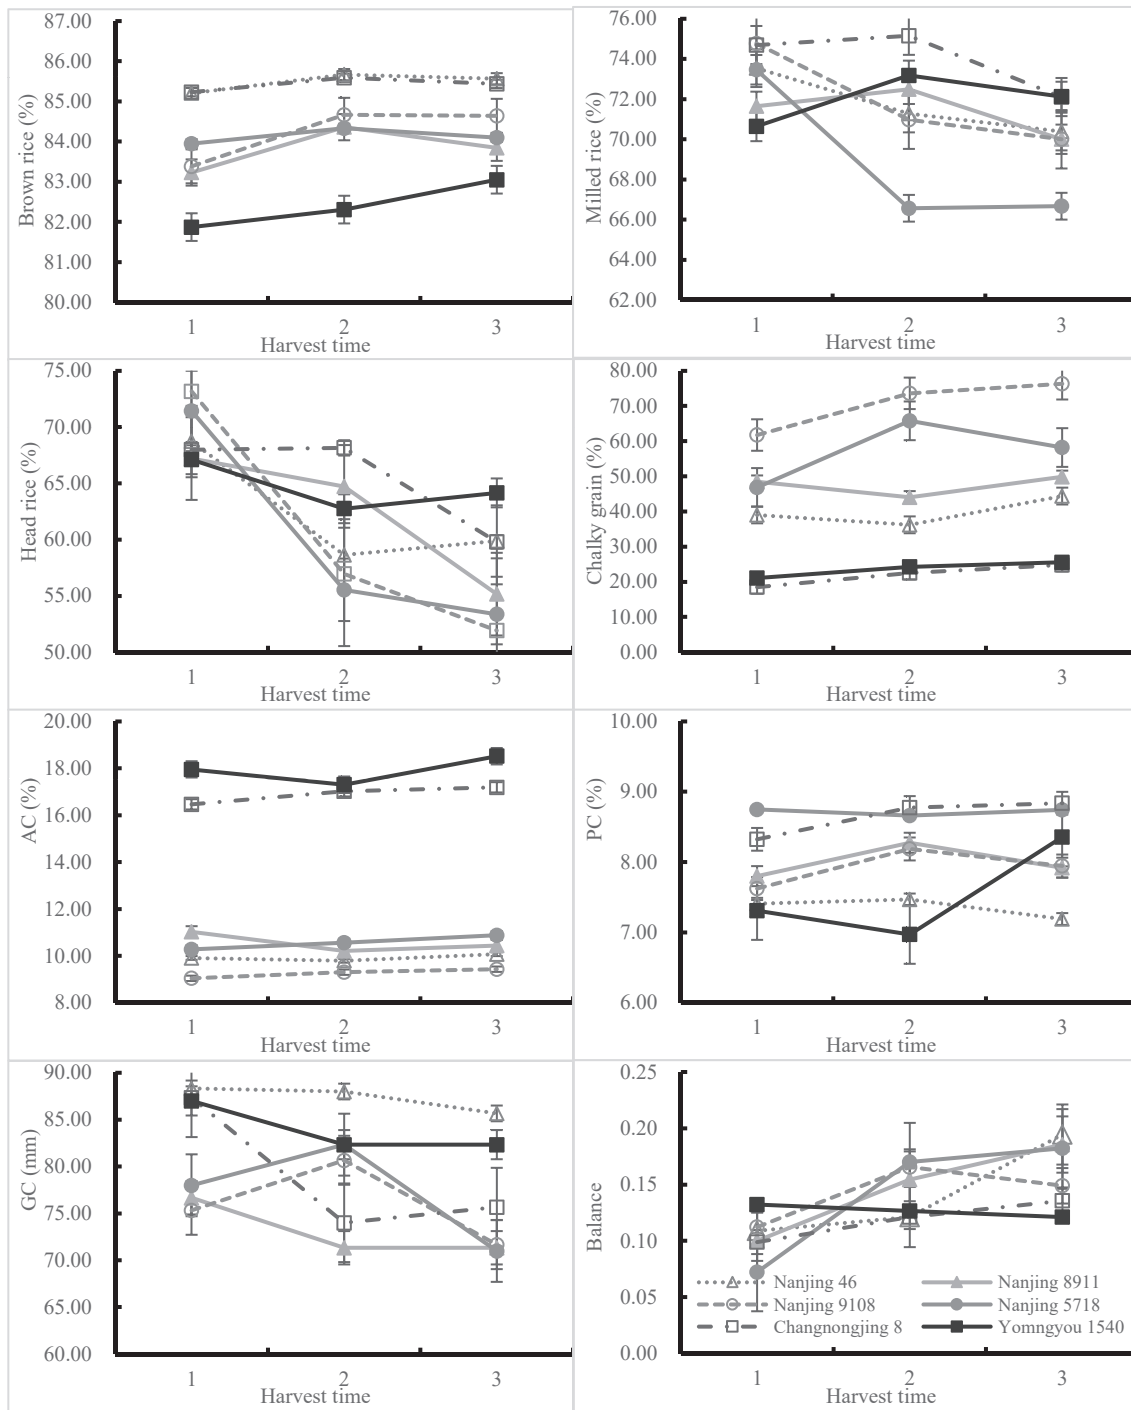 87.00
86.00
85.00
84.00
83.00
82.00
81.00
80.00
Brown rice (%)
1 2 3
Harvest time
76.00
74.00
72.00
70.00
68.00
66.00
64.00
62.00
Milled rice (%)
1 2 3
Harvest time
75.00
70.00
65.00
60.00
55.00
50.00
Head rice (%)
1 2 3
Harvest time
80.00
70.00
60.00
50.00
40.00
30.00
20.00
10.00
0.00
Chalky grain (%)
1 2 3
Harvest time
20.00
18.00
16.00
14.00
12.00
10.00
8.00
AC (%)
1 2 3
Harvest time
10.00
9.00
8.00
7.00
6.00
PC (%)
1 2 3
Harvest time
90.00
85.00
80.00
75.00
70.00
65.00
60.00
GC (mm)
1 2 3
Harvest time
0.25
0.20
0.15
0.10
0.05
0.00
Balance
Nanjing 46 Nanjing 8911
Nanjing 9108 Nanjing 5718
Changnongjing 8 Yomngyou 1540
1 2 3
Harvest time